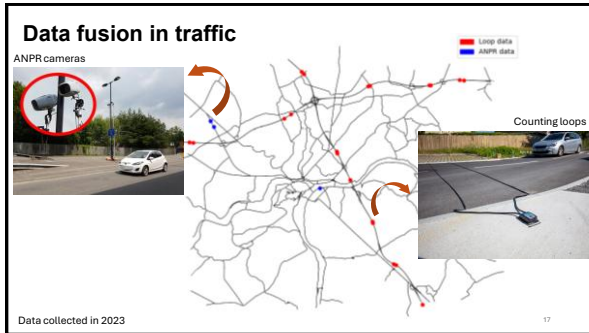 Data fusion in traffic
ANPR cameras
Loop data
ANPR data
Counting loops
Data collected in 2023
17